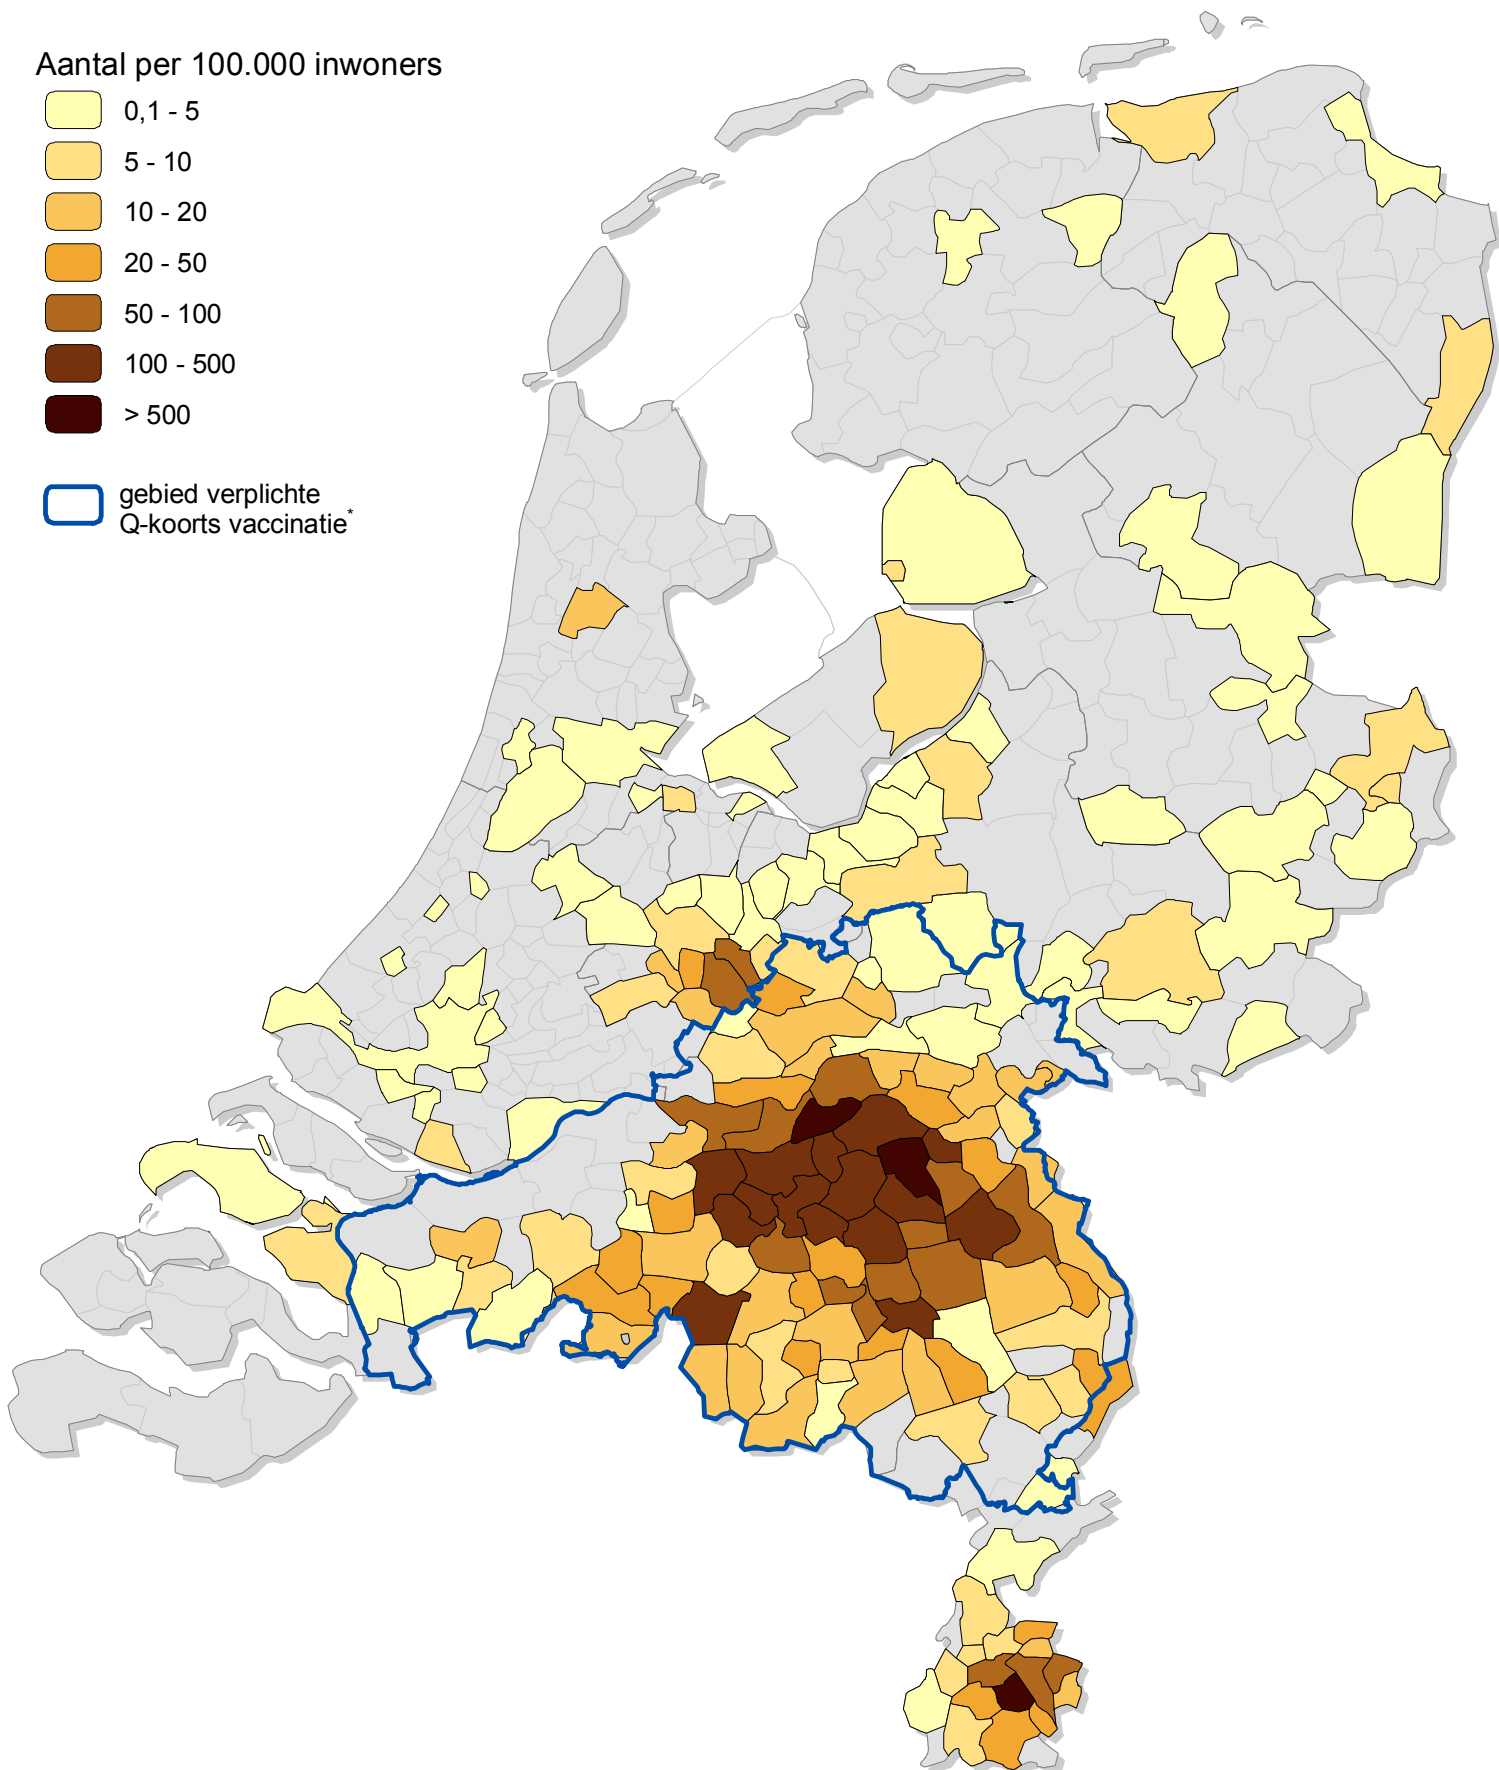 Aantal per 100.000 inwoners
0,1 - 5
5 - 10
10 - 20
20 - 50
50 - 100
100 - 500
> 500
gebied verplichte
Q-koorts vaccinatie*